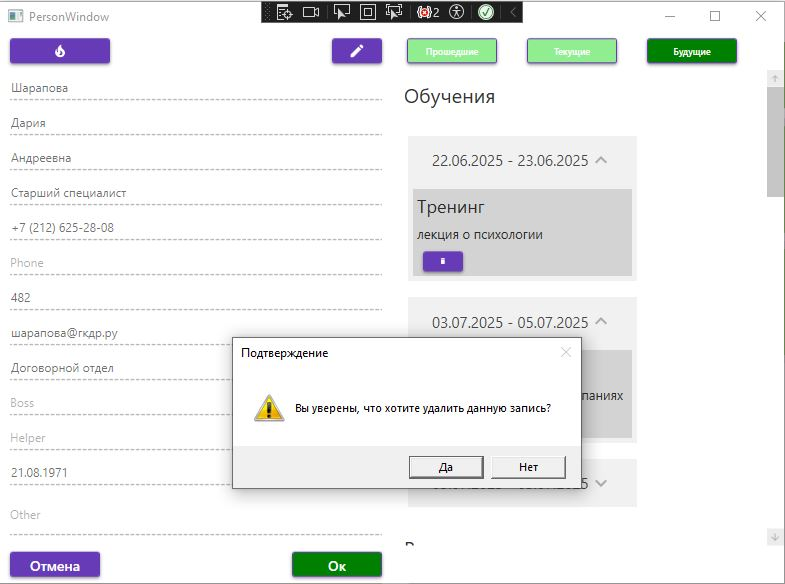 PersonWindow
2
Прошедшие
Текущие
Будущие
Шарапова
Дария
Андреевна
Старший специалист
+7 (212) 625-28-08
Phone
482
шарапова@гкдр.ру
Договорной отдел
Boss
Helper
21.08.1971
Other
Отмена
Ок
Обучения
22.06.2025 - 23.06.2025
Тренинг
лекция о психологии
03.07.2025 - 05.07.2025
паниях
Подтверждение
Вы уверены, что хотите удалить данную запись?
Да
Нет